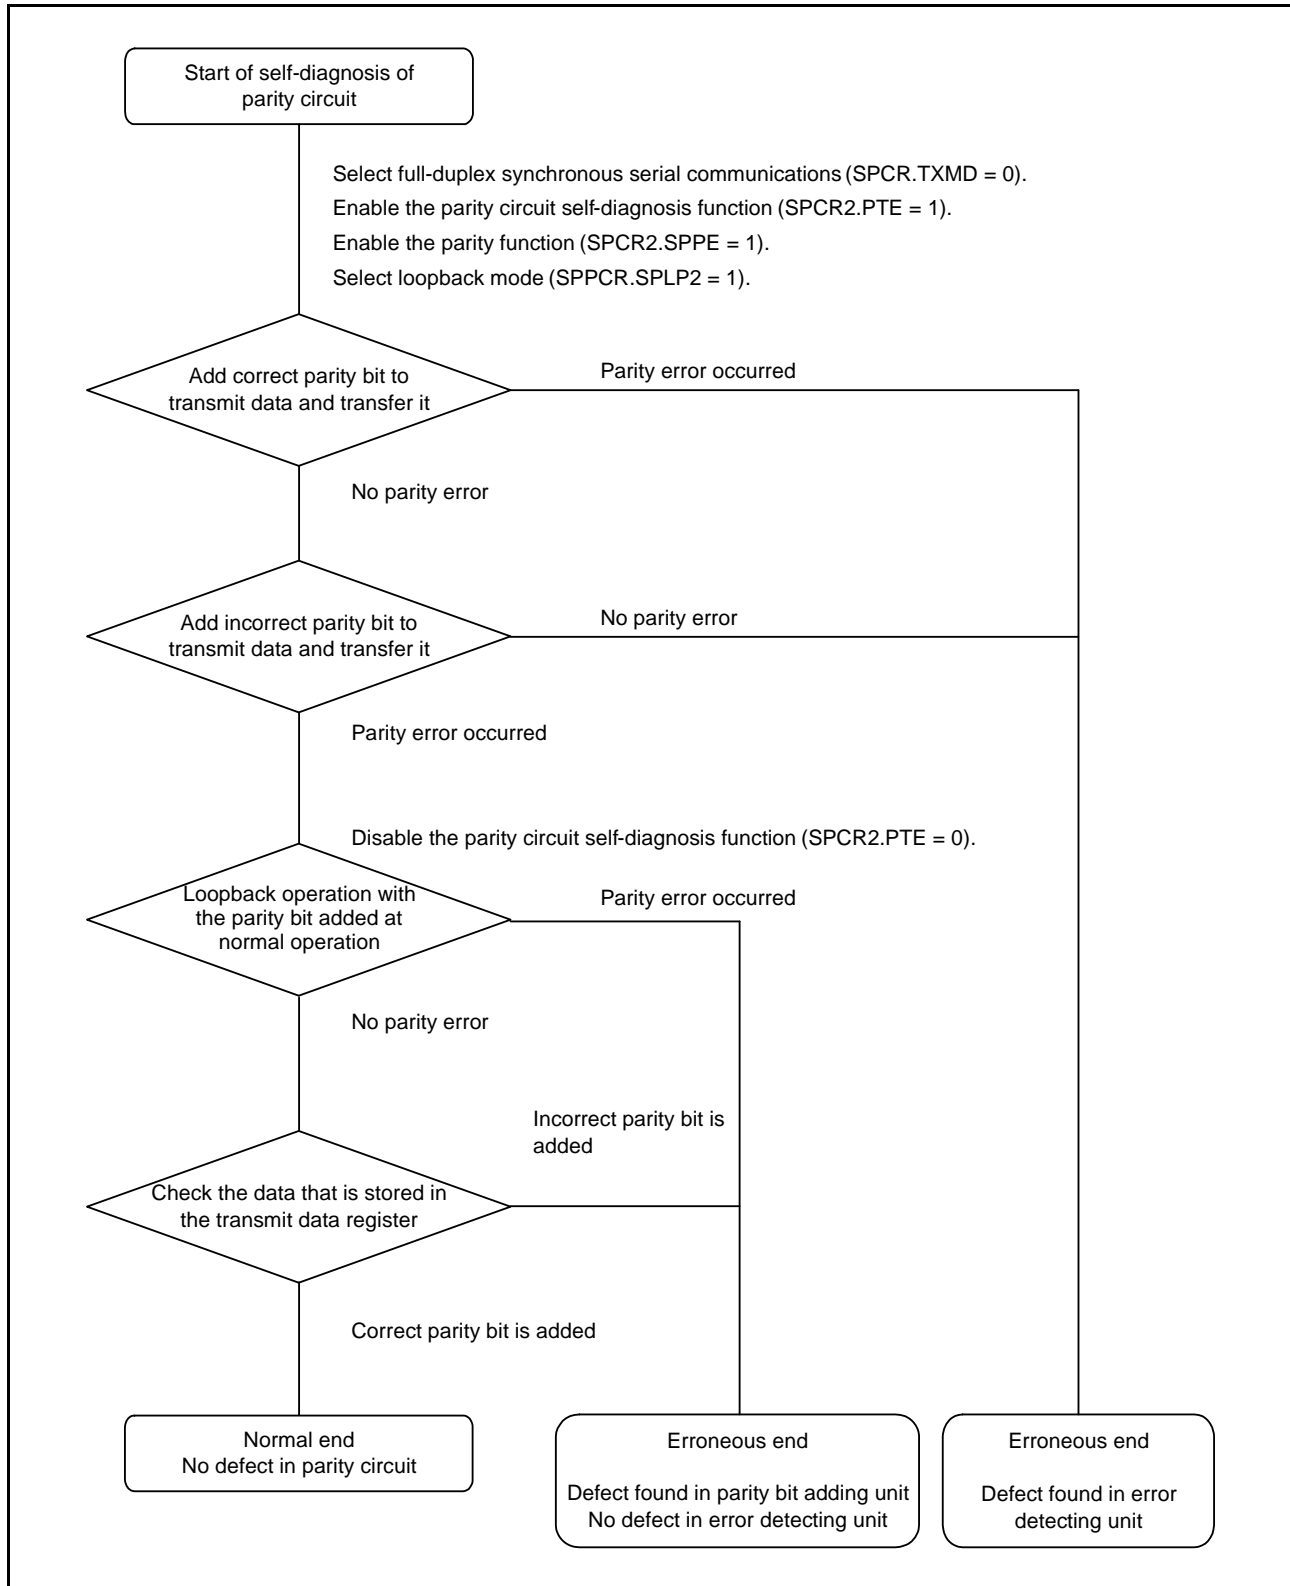 Start of self-diagnosis of
parity circuit
Select full-duplex synchronous serial communications (SPCR.TXMD = 0).
Enable the parity circuit self-diagnosis function (SPCR2.PTE = 1).
Enable the parity function (SPCR2.SPPE = 1).
Select loopback mode (SPPCR.SPLP2 = 1).
Add correct parity bit to
transmit data and transfer it
Parity error occurred
No parity error
Add incorrect parity bit to
transmit data and transfer it
No parity error
Parity error occurred
Disable the parity circuit self-diagnosis function (SPCR2.PTE = 0).
Loopback operation with
the parity bit added at
normal operation
Parity error occurred
No parity error
Incorrect parity bit is
added
Check the data that is stored in
the transmit data register
Correct parity bit is added
Normal end
No defect in parity circuit
Erroneous end
Defect found in parity bit adding unit
No defect in error detecting unit
Erroneous end
Defect found in error
detecting unit